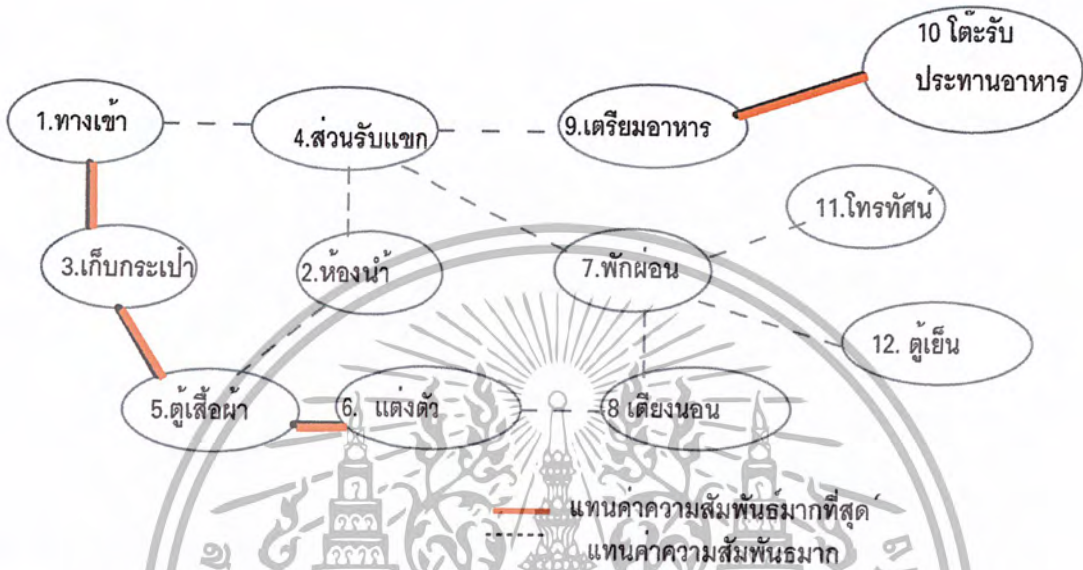 10 โต๊ะรับ
ประทานอาหาร
1.ทางเข้า
4.ส่วนรับแขก
9.เตรียมอาหาร
11.โทรทัศน์
3.เก็บกระเป๋า
2.ห้องน้ำ
7.พักผ่อน
12. ตู้เย็น
5.ตู้เสื้อผ้า
6. แต่งตัว
8 เตียงนอน
แทนค่าความสัมพันธ์มากที่สุด
แทนค่าความสัมพันธมาก